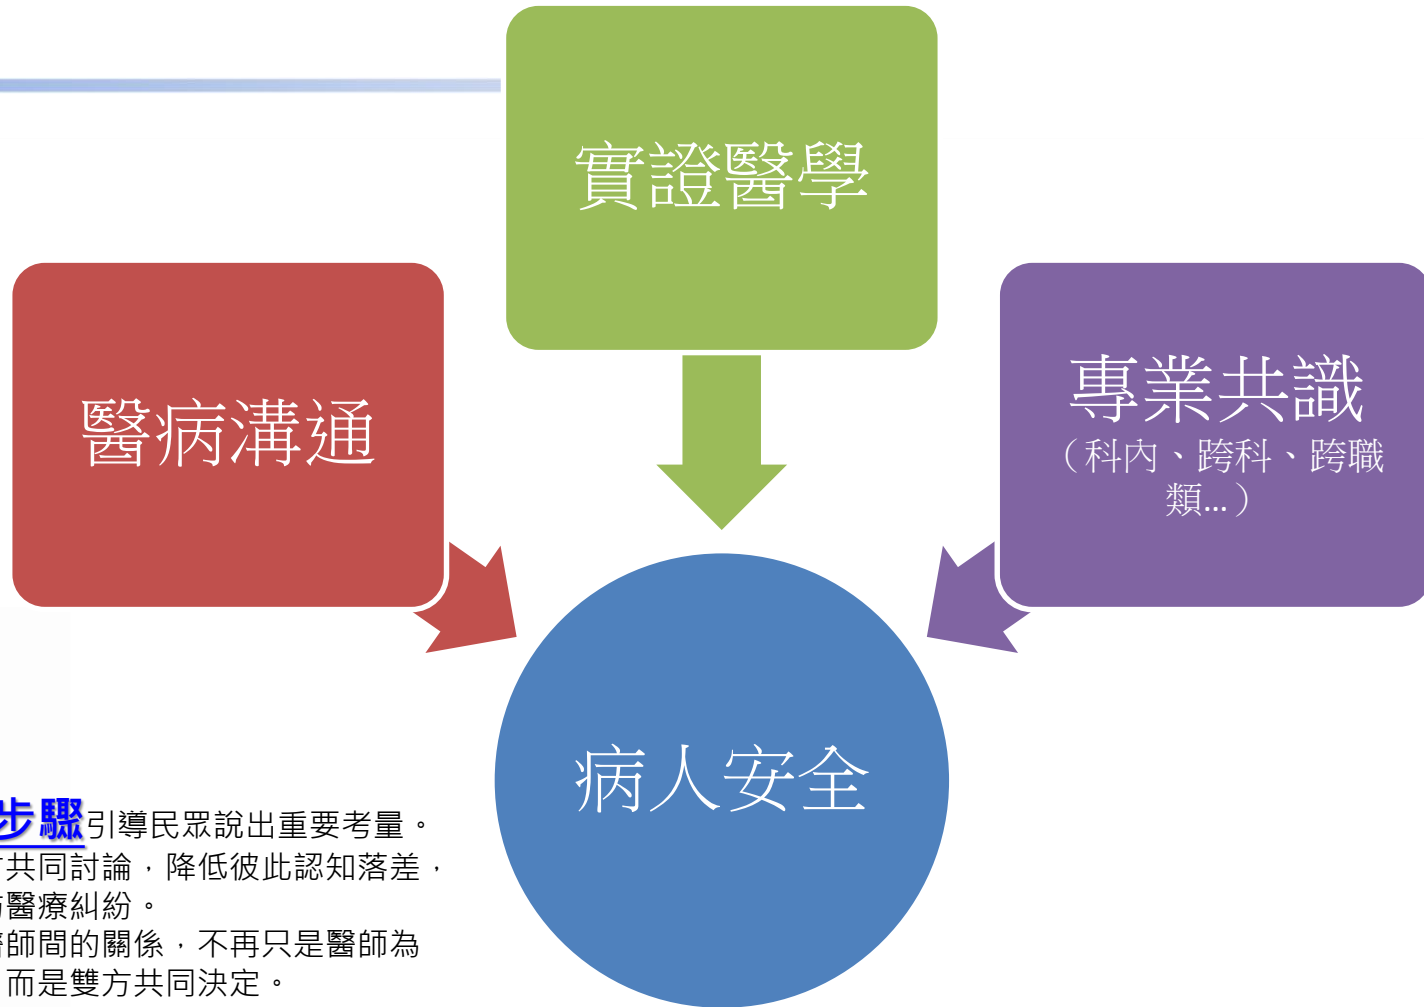 實證醫學
醫病溝通
專業共識
（科內、跨科、跨職
類...）
病人安全
步驟引導民眾說出重要考量。
共同討論，降低彼此認知落差，
醫療糾紛。
師間的關係，不再只是醫師為
而是雙方共同決定。